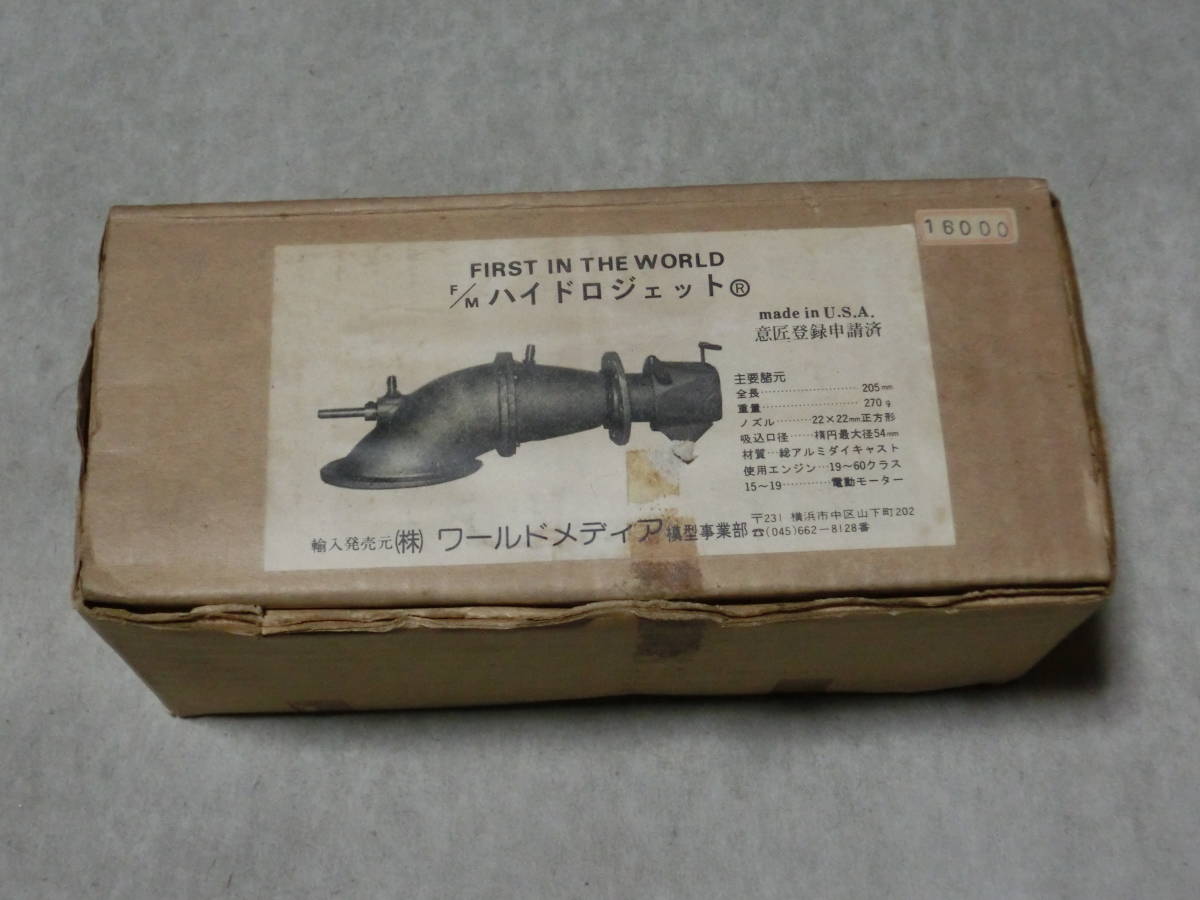 16000
FIRST IN THE WORLD
F/M ハイドロジェット®
made in U.S.A.
意匠登録申請済
主要諸元
全長…………………………205mm
重量…………………………270g
ノズル………22×22mm正方形
吸込口径……楕円最大径54mm
材質…総アルミダイキャスト
使用エンジン…19~60クラス
15~19…………電動モーター
輸入発売元(株)ワールドメディア模型事業部
〒231 横浜市中区山下町202
☎(045)662-8128番